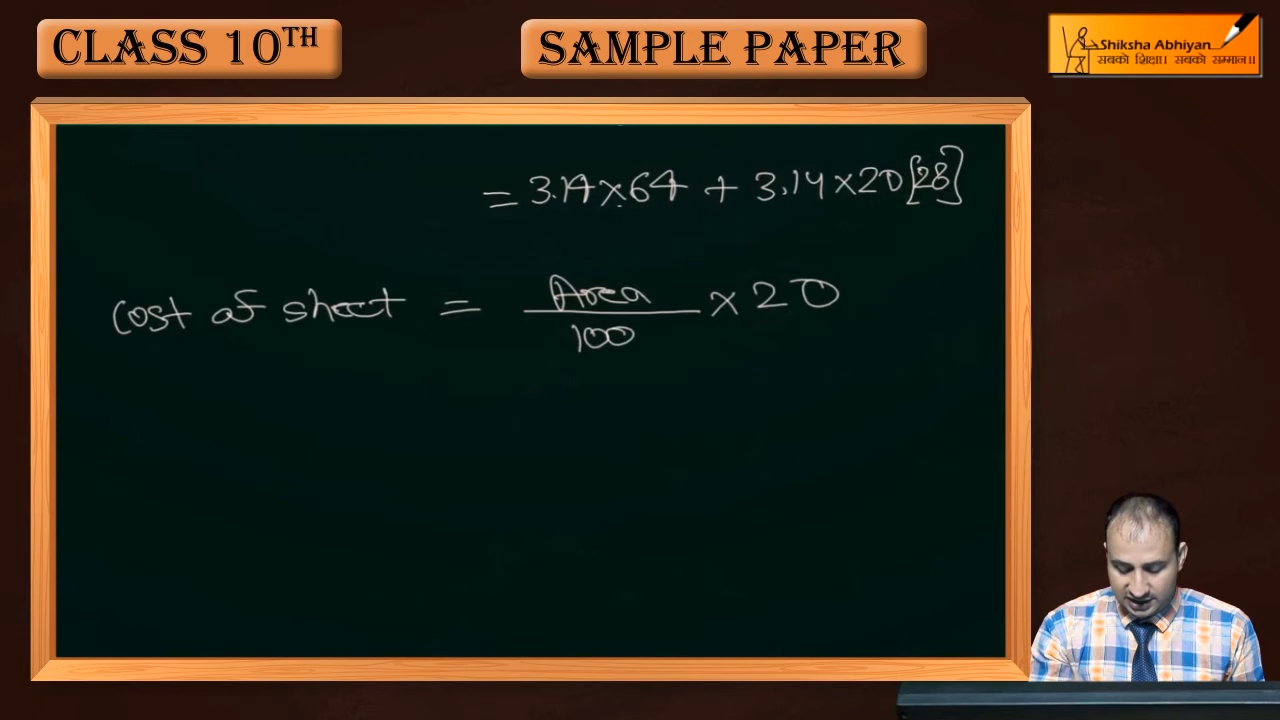 CLASS 10TH
SAMPLE PAPER
Shiksha Abhiyan
सबको शिक्षा। सबको सम्मान।।
= 3.14×64 + 3.14×20[28]
Cost of sheet = Area/100 × 20